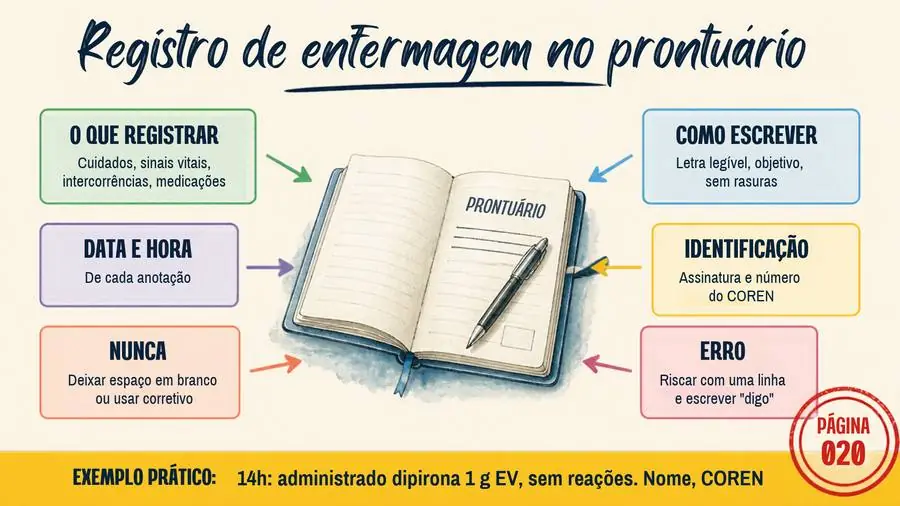 Registro de enfermagem no prontuário
O QUE REGISTRAR
Cuidados, sinais vitais,
intercorrências, medicações
DATA E HORA
De cada anotação
NUNCA
Deixar espaço em branco
ou usar corretivo
PRONTUÁRIO
COMO ESCREVER
Letra legível, objetivo,
sem rasuras
IDENTIFICAÇÃO
Assinatura e número
do COREN
ERRO
Riscar com uma linha
e escrever "digo"
PÁGINA
020
EXEMPLO PRÁTICO: 14h: administrado dipirona 1 g EV, sem reações. Nome, COREN